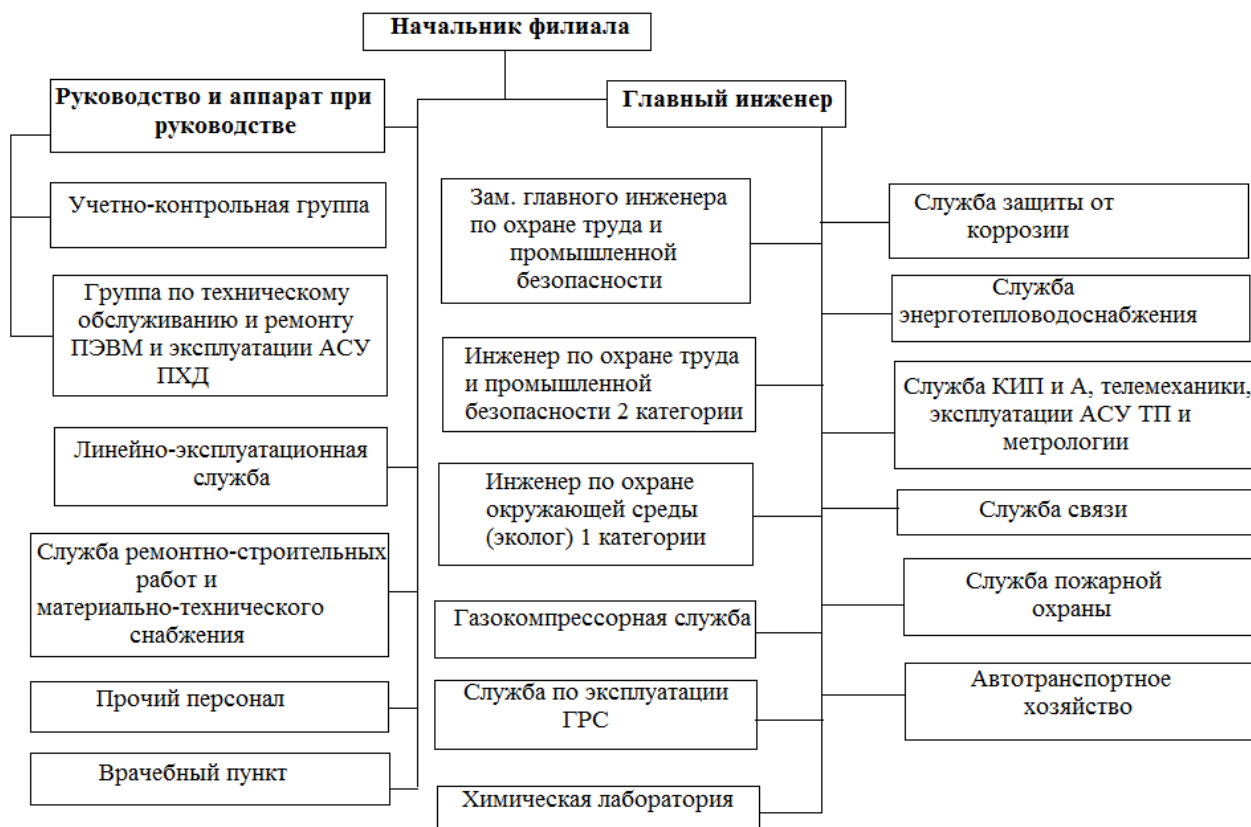 Начальник филиала
Руководство и аппарат при
руководстве
Главный инженер
Учетно-контрольная группа
Группа по техническому
обслуживанию и ремонту
ПЭВМ и эксплуатации АСУ
ПХД
Линейно-эксплуатационная
служба
Служба ремонтно-строительных
работ и
материально-технического
снабжения
Прочий персонал
Врачебный пункт
Зам. главного инженера
по охране труда и
промышленной
безопасности
Инженер по охране труда
и промышленной
безопасности 2 категории
Инженер по охране
окружающей среды
(эколог) 1 категории
Газокомпрессорная служба
Служба по эксплуатации
ГРС
Химическая лаборатория
Служба защиты от
коррозии
Служба
энерготепловодоснабжения
Служба КИП и А, телемеханики,
эксплуатации АСУ ТП и
метрологии
Служба связи
Служба пожарной
охраны
Автотранспортное
хозяйство